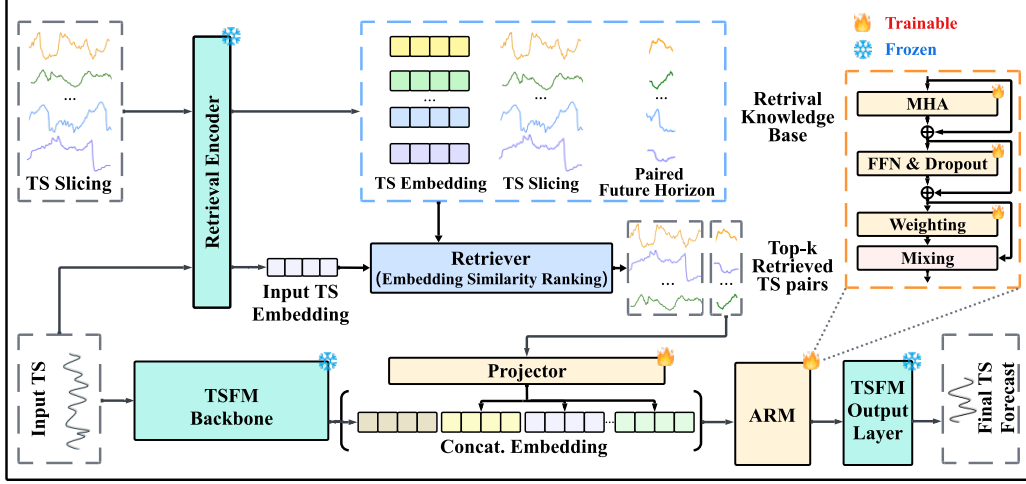 Trainable
Frozen
TS Slicing
Retrieval Encoder
...
...
...
...
TS Embedding
TS Slicing
Paired
Future Horizon
Retrival
Knowledge
Base
MHA
FFN & Dropout
Weighting
Mixing
Input TS
Embedding
Retriever
(Embedding Similarity Ranking)
...
...
Top-k
Retrieved
TS pairs
Input TS
TSFM
Backbone
Projector
...
Concat. Embedding
ARM
TSFM
Output
Layer
Final TS
Forecast